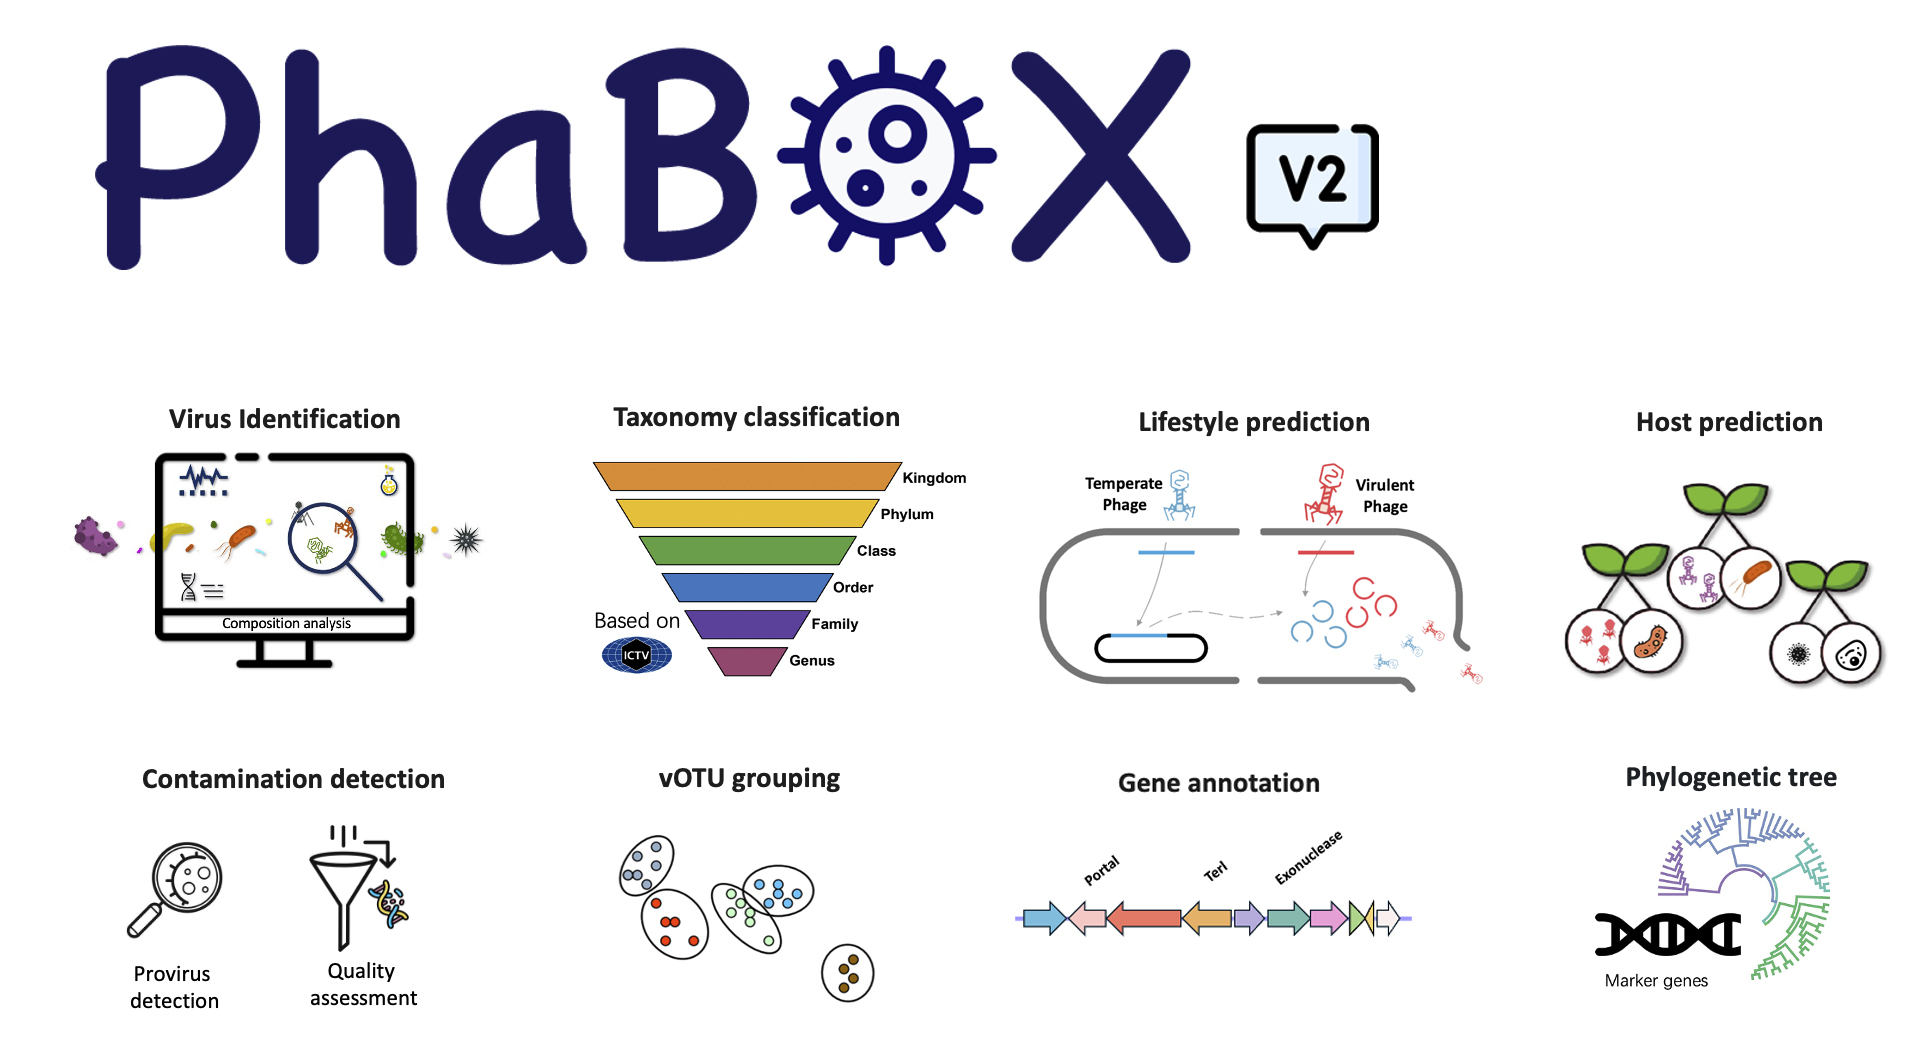 PhaBOX
V2
Virus Identification
Composition analysis
Taxonomy classification
Kingdom
Phylum
Class
Order
Family
Genus
Based on
ICTV
Lifestyle prediction
Temperate
Phage
Virulent
Phage
Host prediction
Contamination detection
Provirus
detection
Quality
assessment
vOTU grouping
Gene annotation
Portal
Terl
Exonuclease
Phylogenetic tree
Marker genes